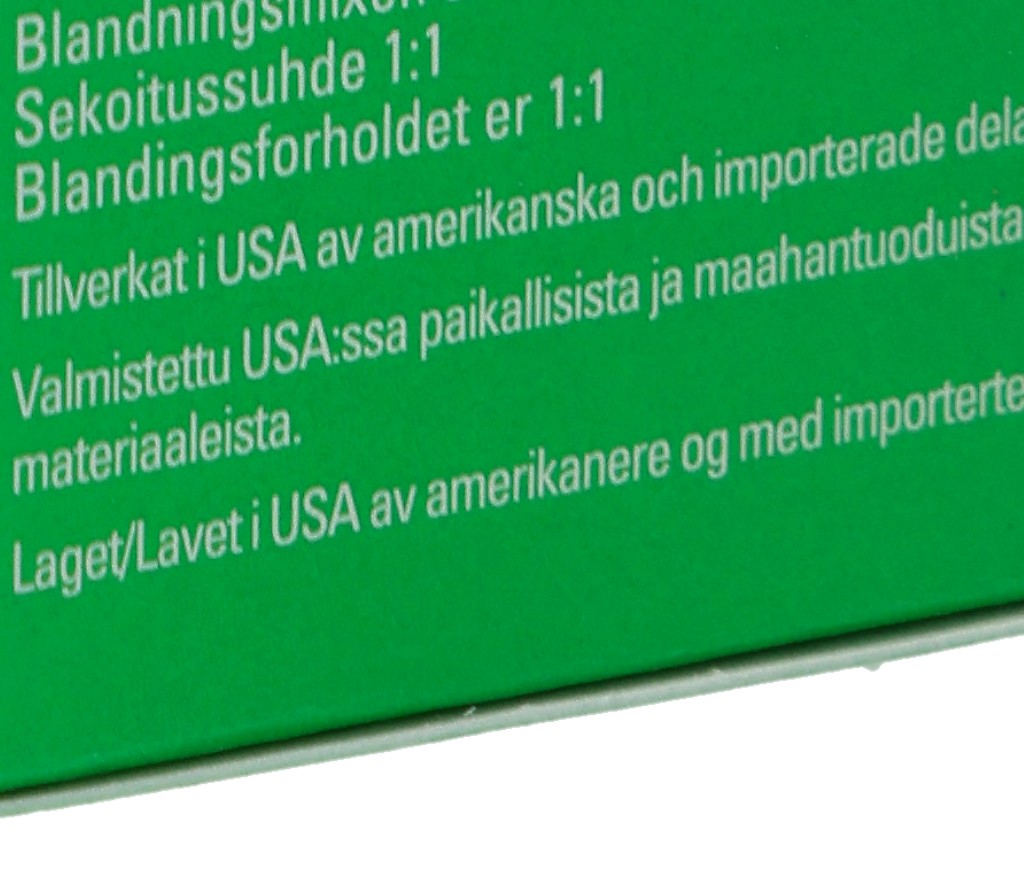 Sekoitussuhde 1:1
Blandingsforholdet er 1:1
Tillverkat i USA av amerikanska och importerade
Valmistettu USA:ssa paikallisista ja maahantuoduista
materiaaleista.
Laget/Lavet i USA av amerikanere og med importerte